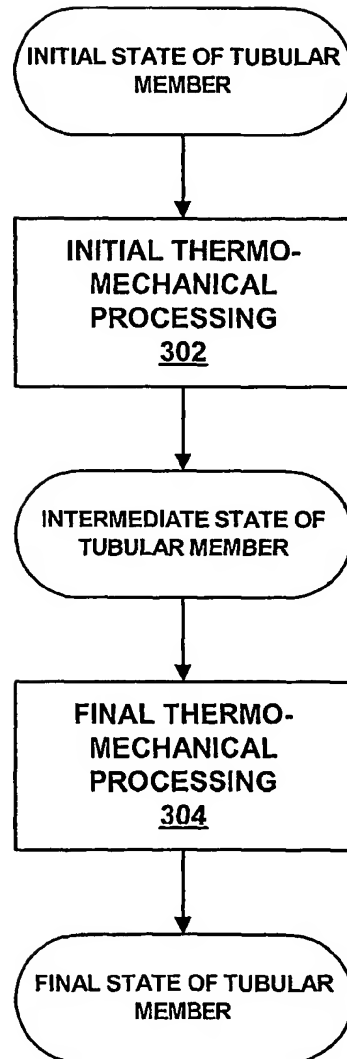 INITIAL STATE OF TUBULAR
MEMBER
INITIAL THERMO-
MECHANICAL
PROCESSING
302
INTERMEDIATE STATE OF
TUBULAR MEMBER
FINAL THERMO-
MECHANICAL
PROCESSING
304
FINAL STATE OF TUBULAR
MEMBER